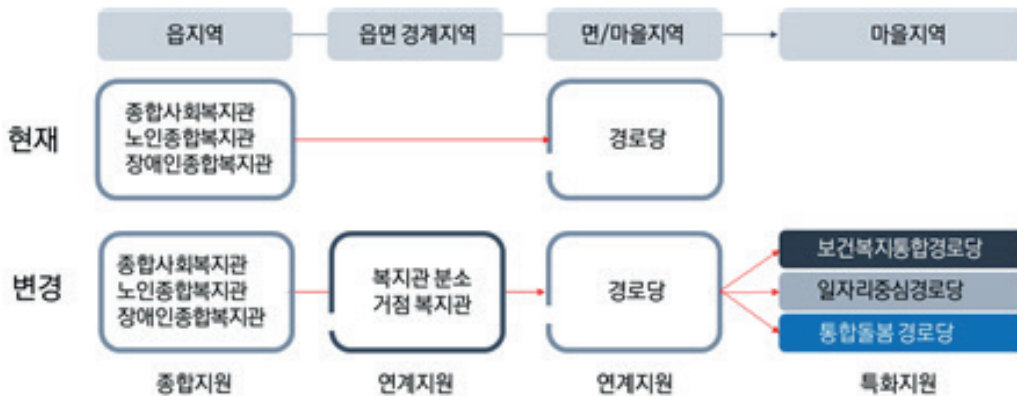 읍지역
읍면 경계지역
면/마을지역
마을지역
현재
종합사회복지관
노인종합복지관
장애인종합복지관
경로당
변경
종합사회복지관
노인종합복지관
장애인종합복지관
복지관 분소
거점 복지관
경로당
보건복지통합경로당
일자리중심경로당
통합돌봄 경로당
종합지원
연계지원
연계지원
특화지원